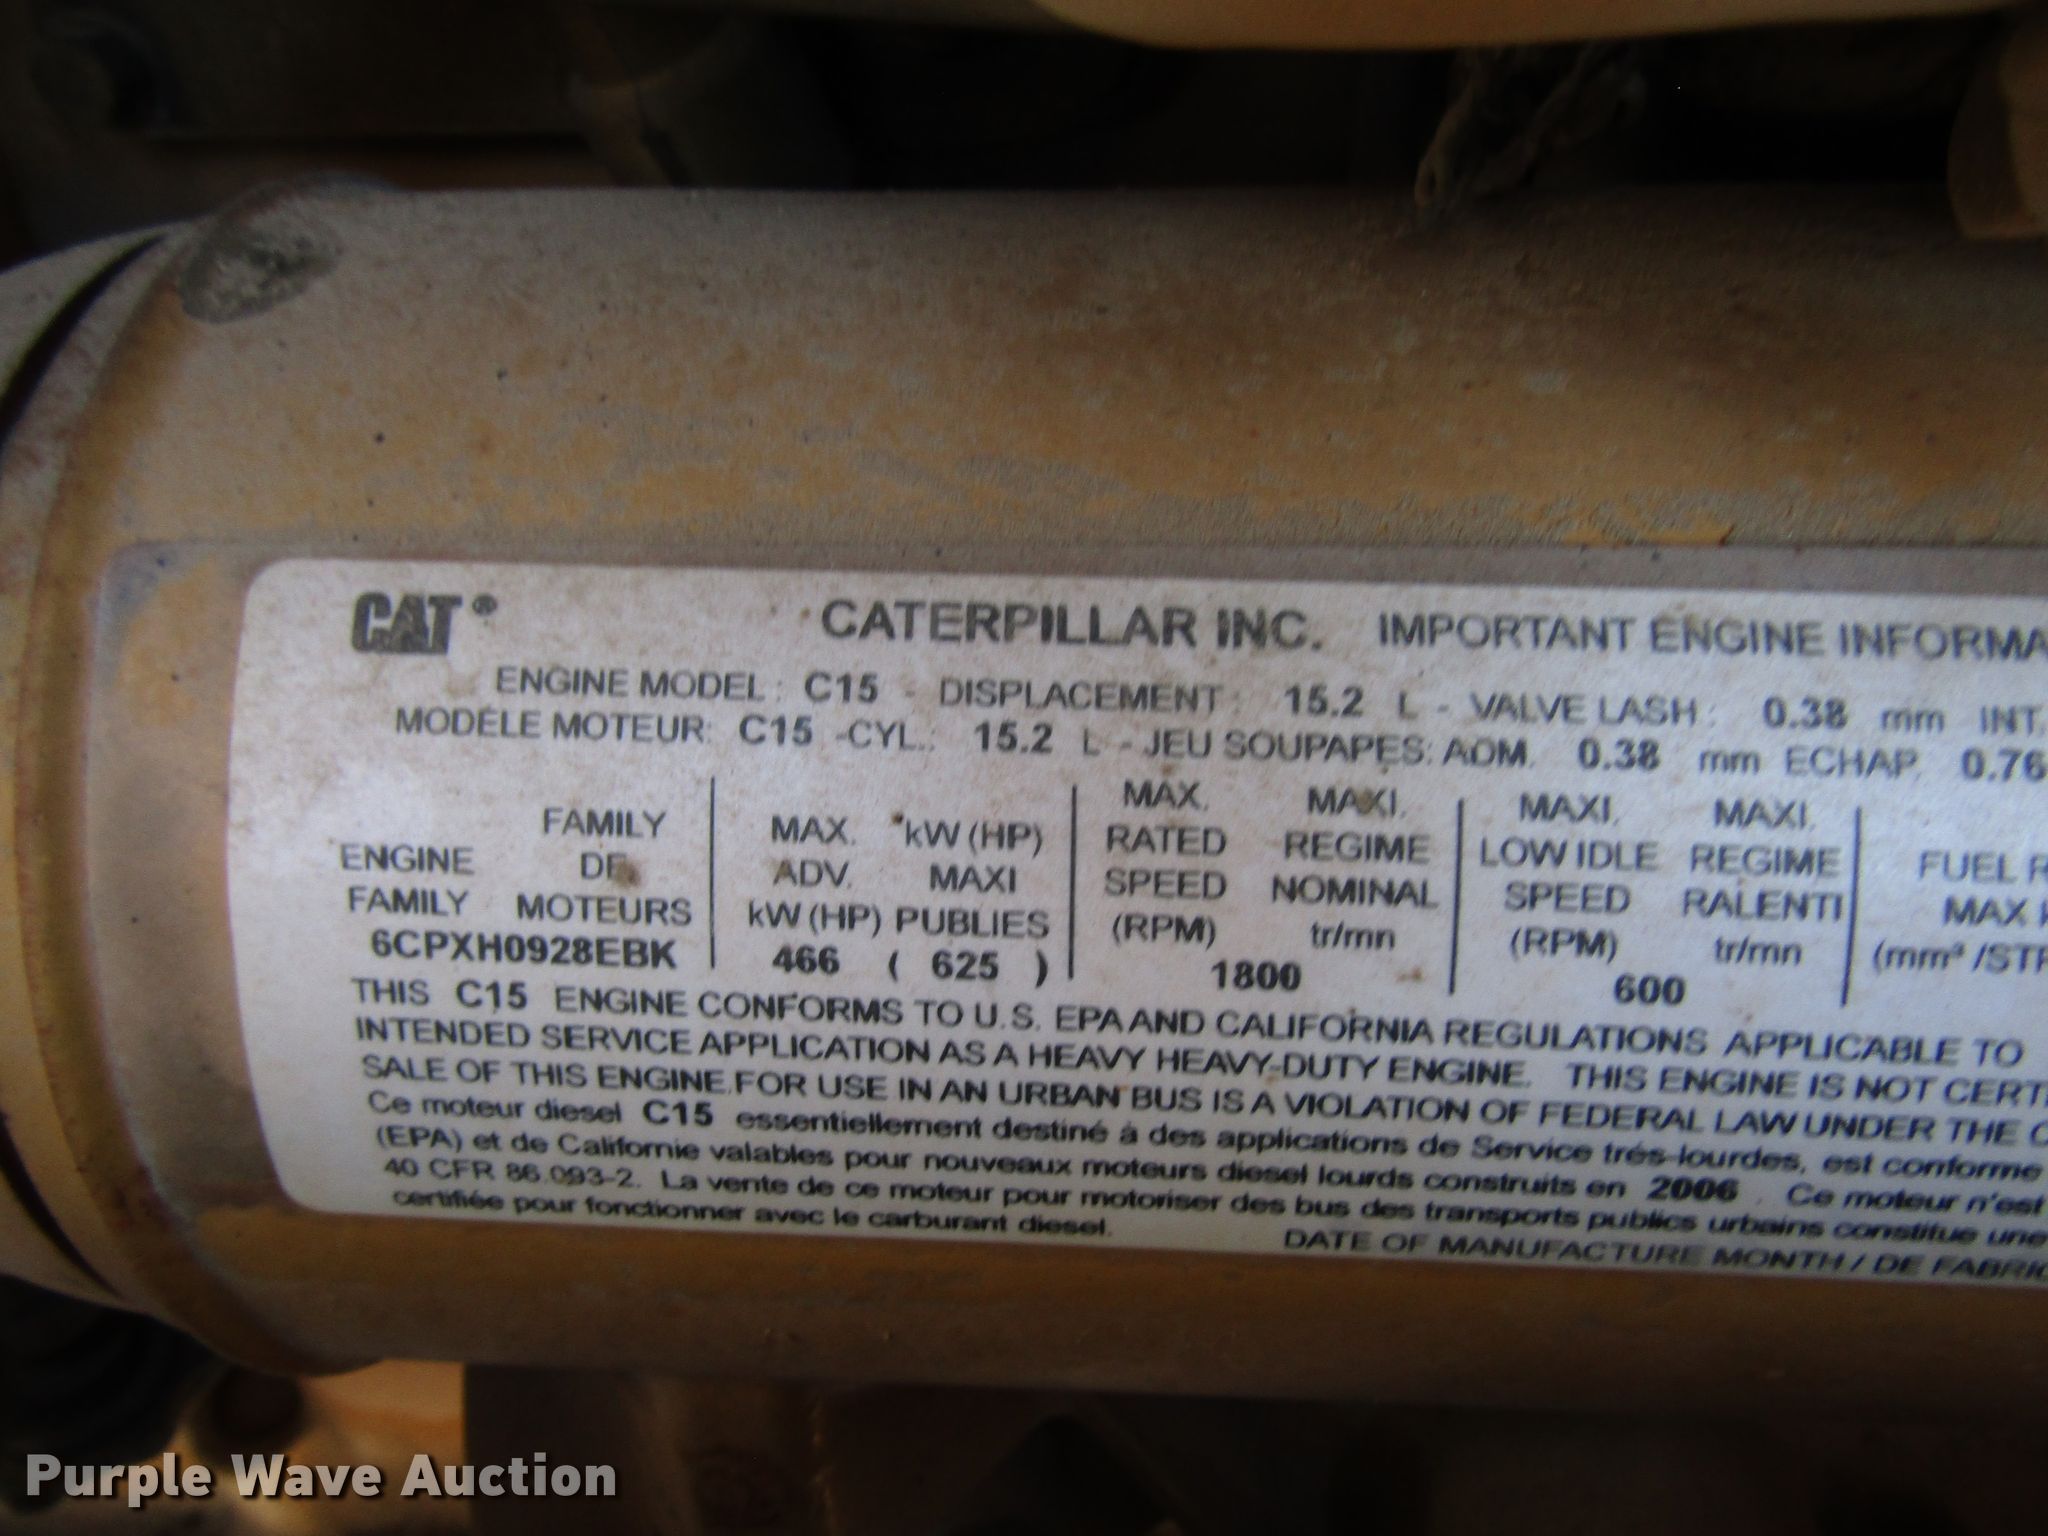 CAT® CATERPILLAR INC. IMPORTANT ENGINE INFORMA
ENGINE MODEL : C15 - DISPLACEMENT : 15.2 L - VALVE LASH : 0.38 mm INT.
MODÈLE MOTEUR: C15 -CYL.: 15.2 L - JEU SOUPAPES: ADM. 0.38 mm ECHAP. 0.76
ENGINE FAMILY
FAMILY DE MOTEURS
6CPXH0928EBK
MAX. ADV. kW (HP)
kW (HP) MAXI PUBLIES
466 ( 625 )
MAX. RATED SPEED (RPM)
MAXI. REGIME NOMINAL tr/mn
1800
MAXI. LOW IDLE SPEED (RPM)
MAXI. REGIME RALENTI tr/mn
600
FUEL R
MAX
(mm³ /STR
THIS C15 ENGINE CONFORMS TO U.S. EPA AND CALIFORNIA REGULATIONS APPLICABLE TO
INTENDED SERVICE APPLICATION AS A HEAVY HEAVY-DUTY ENGINE. THIS ENGINE IS NOT CERTI
SALE OF THIS ENGINE FOR USE IN AN URBAN BUS IS A VIOLATION OF FEDERAL LAW UNDER THE C
Ce moteur diesel C15 essentiellement destiné à des applications de Service trés-lourdes, est conforme
(EPA) et de Californie valables pour nouveaux moteurs diesel lourds construits en 2006 . Ce moteur n'est
40 CFR 86.093-2. La vente de ce moteur pour motoriser des bus des transports publics urbains constitue une
certifiée pour fonctionner avec le carburant diesel.
DATE OF MANUFACTURE MONTH / DE FABRIC
Purple Wave Auction